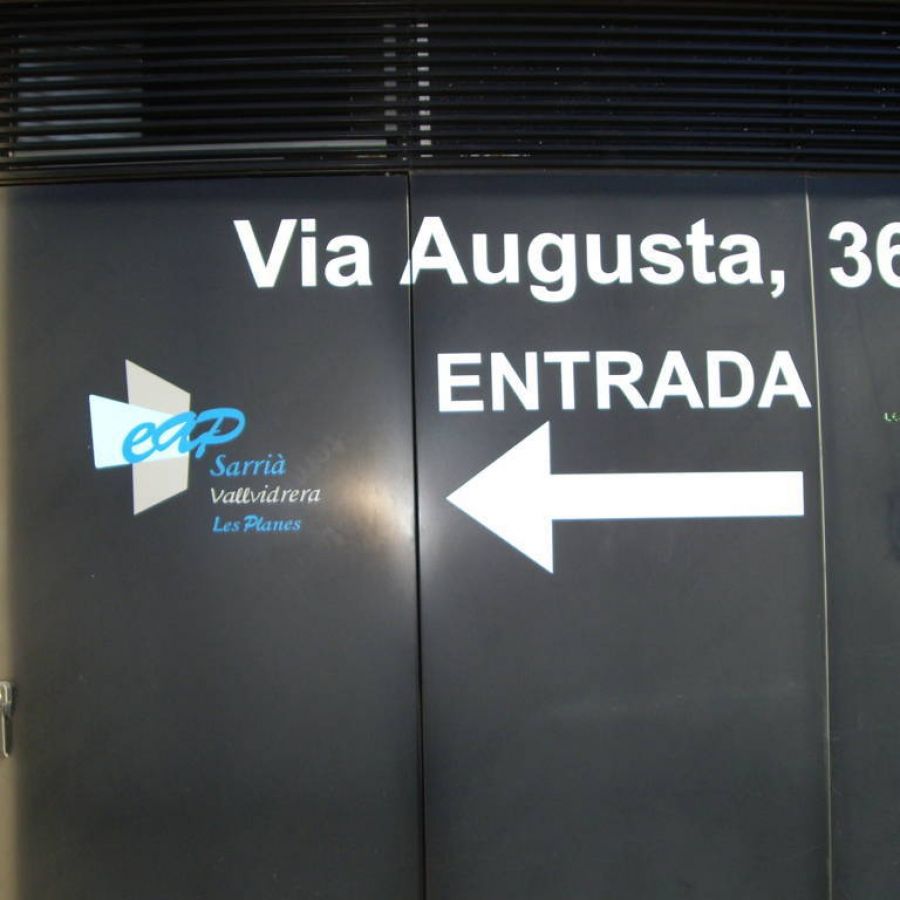 Via Augusta, 36
ENTRADA
eap
Sarrià
Vallvidrera
Les Planes